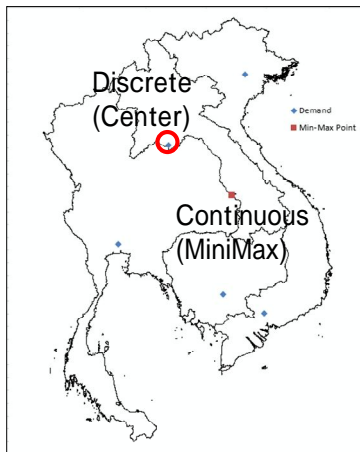 Discrete
(Center)
Demand
Min-Max Point
Continuous
(MiniMax)